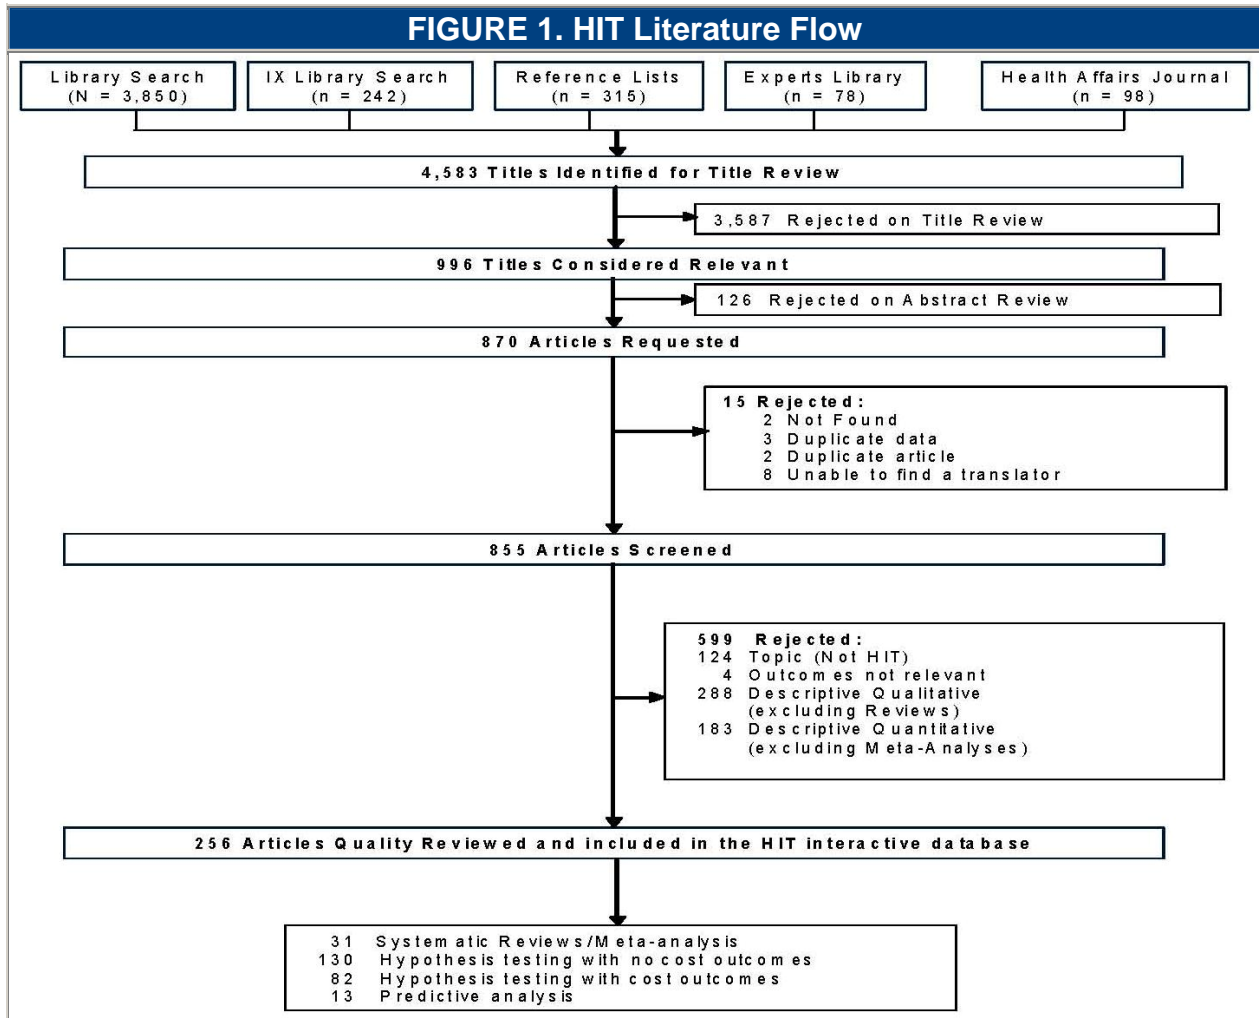 FIGURE 1. HIT Literature Flow
Library Search
(N = 3,850)
IX Library Search
(n = 242)
Reference Lists
(n = 315)
Experts Library
(n = 78)
Health Affairs Journal
(n = 98)
4,583 Titles Identified for Title Review
3,587 Rejected on Title Review
996 Titles Considered Relevant
126 Rejected on Abstract Review
870 Articles Requested
15 Rejected:
2 Not Found
3 Duplicate data
2 Duplicate article
8 Unable to find a translator
855 Articles Screened
599 Rejected:
124 Topic (Not HIT)
4 Outcomes not relevant
288 Descriptive Qualitative
(excluding Reviews)
183 Descriptive Quantitative
(excluding Meta-Analyses)
256 Articles Quality Reviewed and included in the HIT interactive database
31 Systematic Reviews/Meta-analysis
130 Hypothesis testing with no cost outcomes
82 Hypothesis testing with cost outcomes
13 Predictive analysis